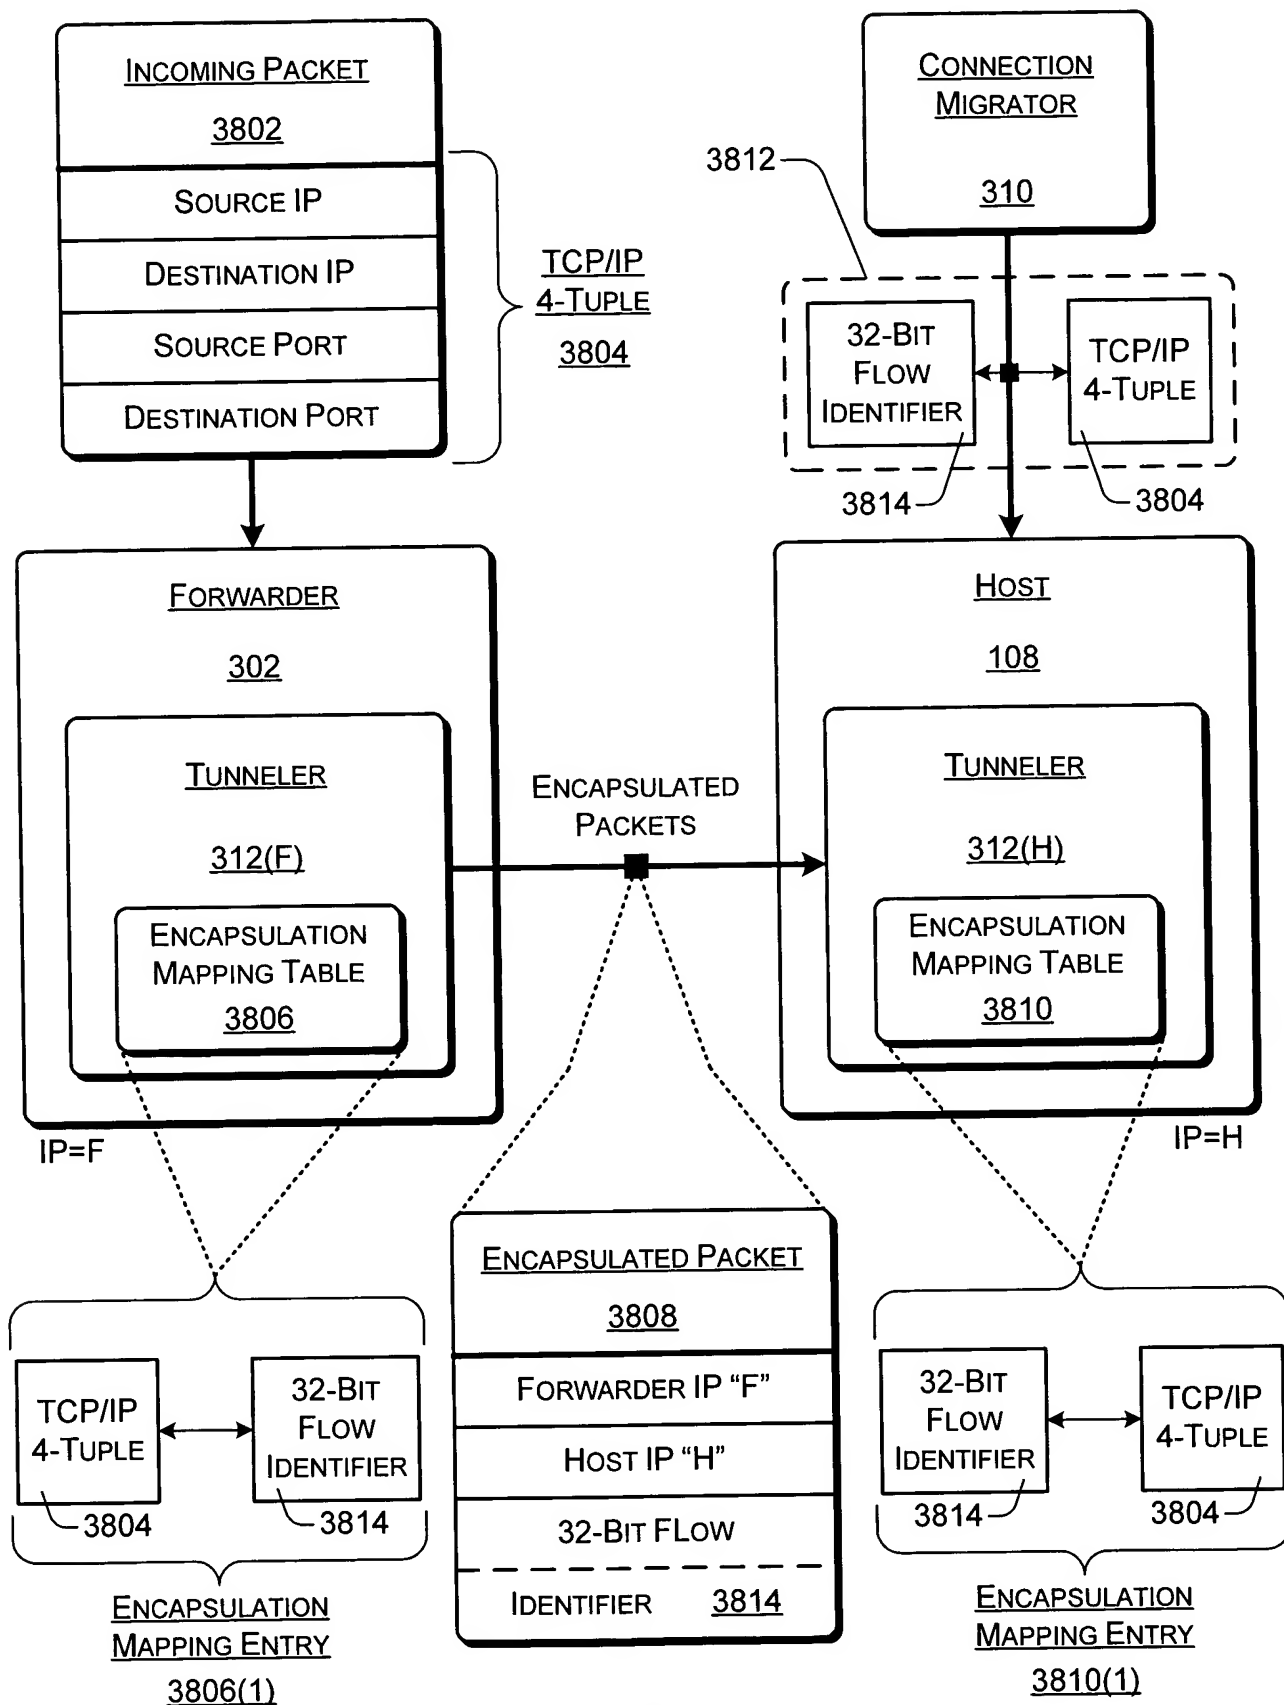 INCOMING PACKET
3802
SOURCE IP
DESTINATION IP
SOURCE PORT
DESTINATION PORT
TCP/IP
4-TUPLE
3804
CONNECTION
MIGRATOR
310
3812
32-BIT
FLOW
IDENTIFIER
TCP/IP
4-TUPLE
3814
3804
FORWARDER
302
TUNNELER
312(F)
ENCAPSULATION
MAPPING TABLE
3806
IP=F
ENCAPSULATED
PACKETS
HOST
108
TUNNELER
312(H)
ENCAPSULATION
MAPPING TABLE
3810
IP=H
TCP/IP
4-TUPLE
32-BIT
FLOW
IDENTIFIER
3804
3814
ENCAPSULATION
MAPPING ENTRY
3806(1)
ENCAPSULATED PACKET
3808
FORWARDER IP “F”
HOST IP “H”
32-BIT FLOW
IDENTIFIER 3814
32-BIT
FLOW
IDENTIFIER
TCP/IP
4-TUPLE
3814
3804
ENCAPSULATION
MAPPING ENTRY
3810(1)